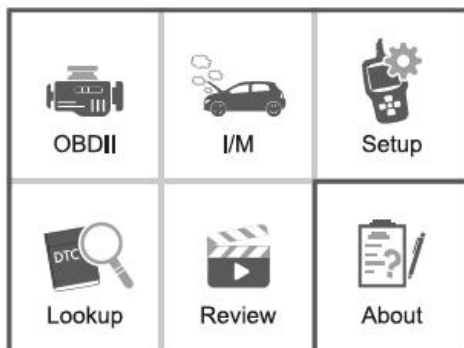 OBDII
I/M
Setup
DTC
Lookup
Review
?
About